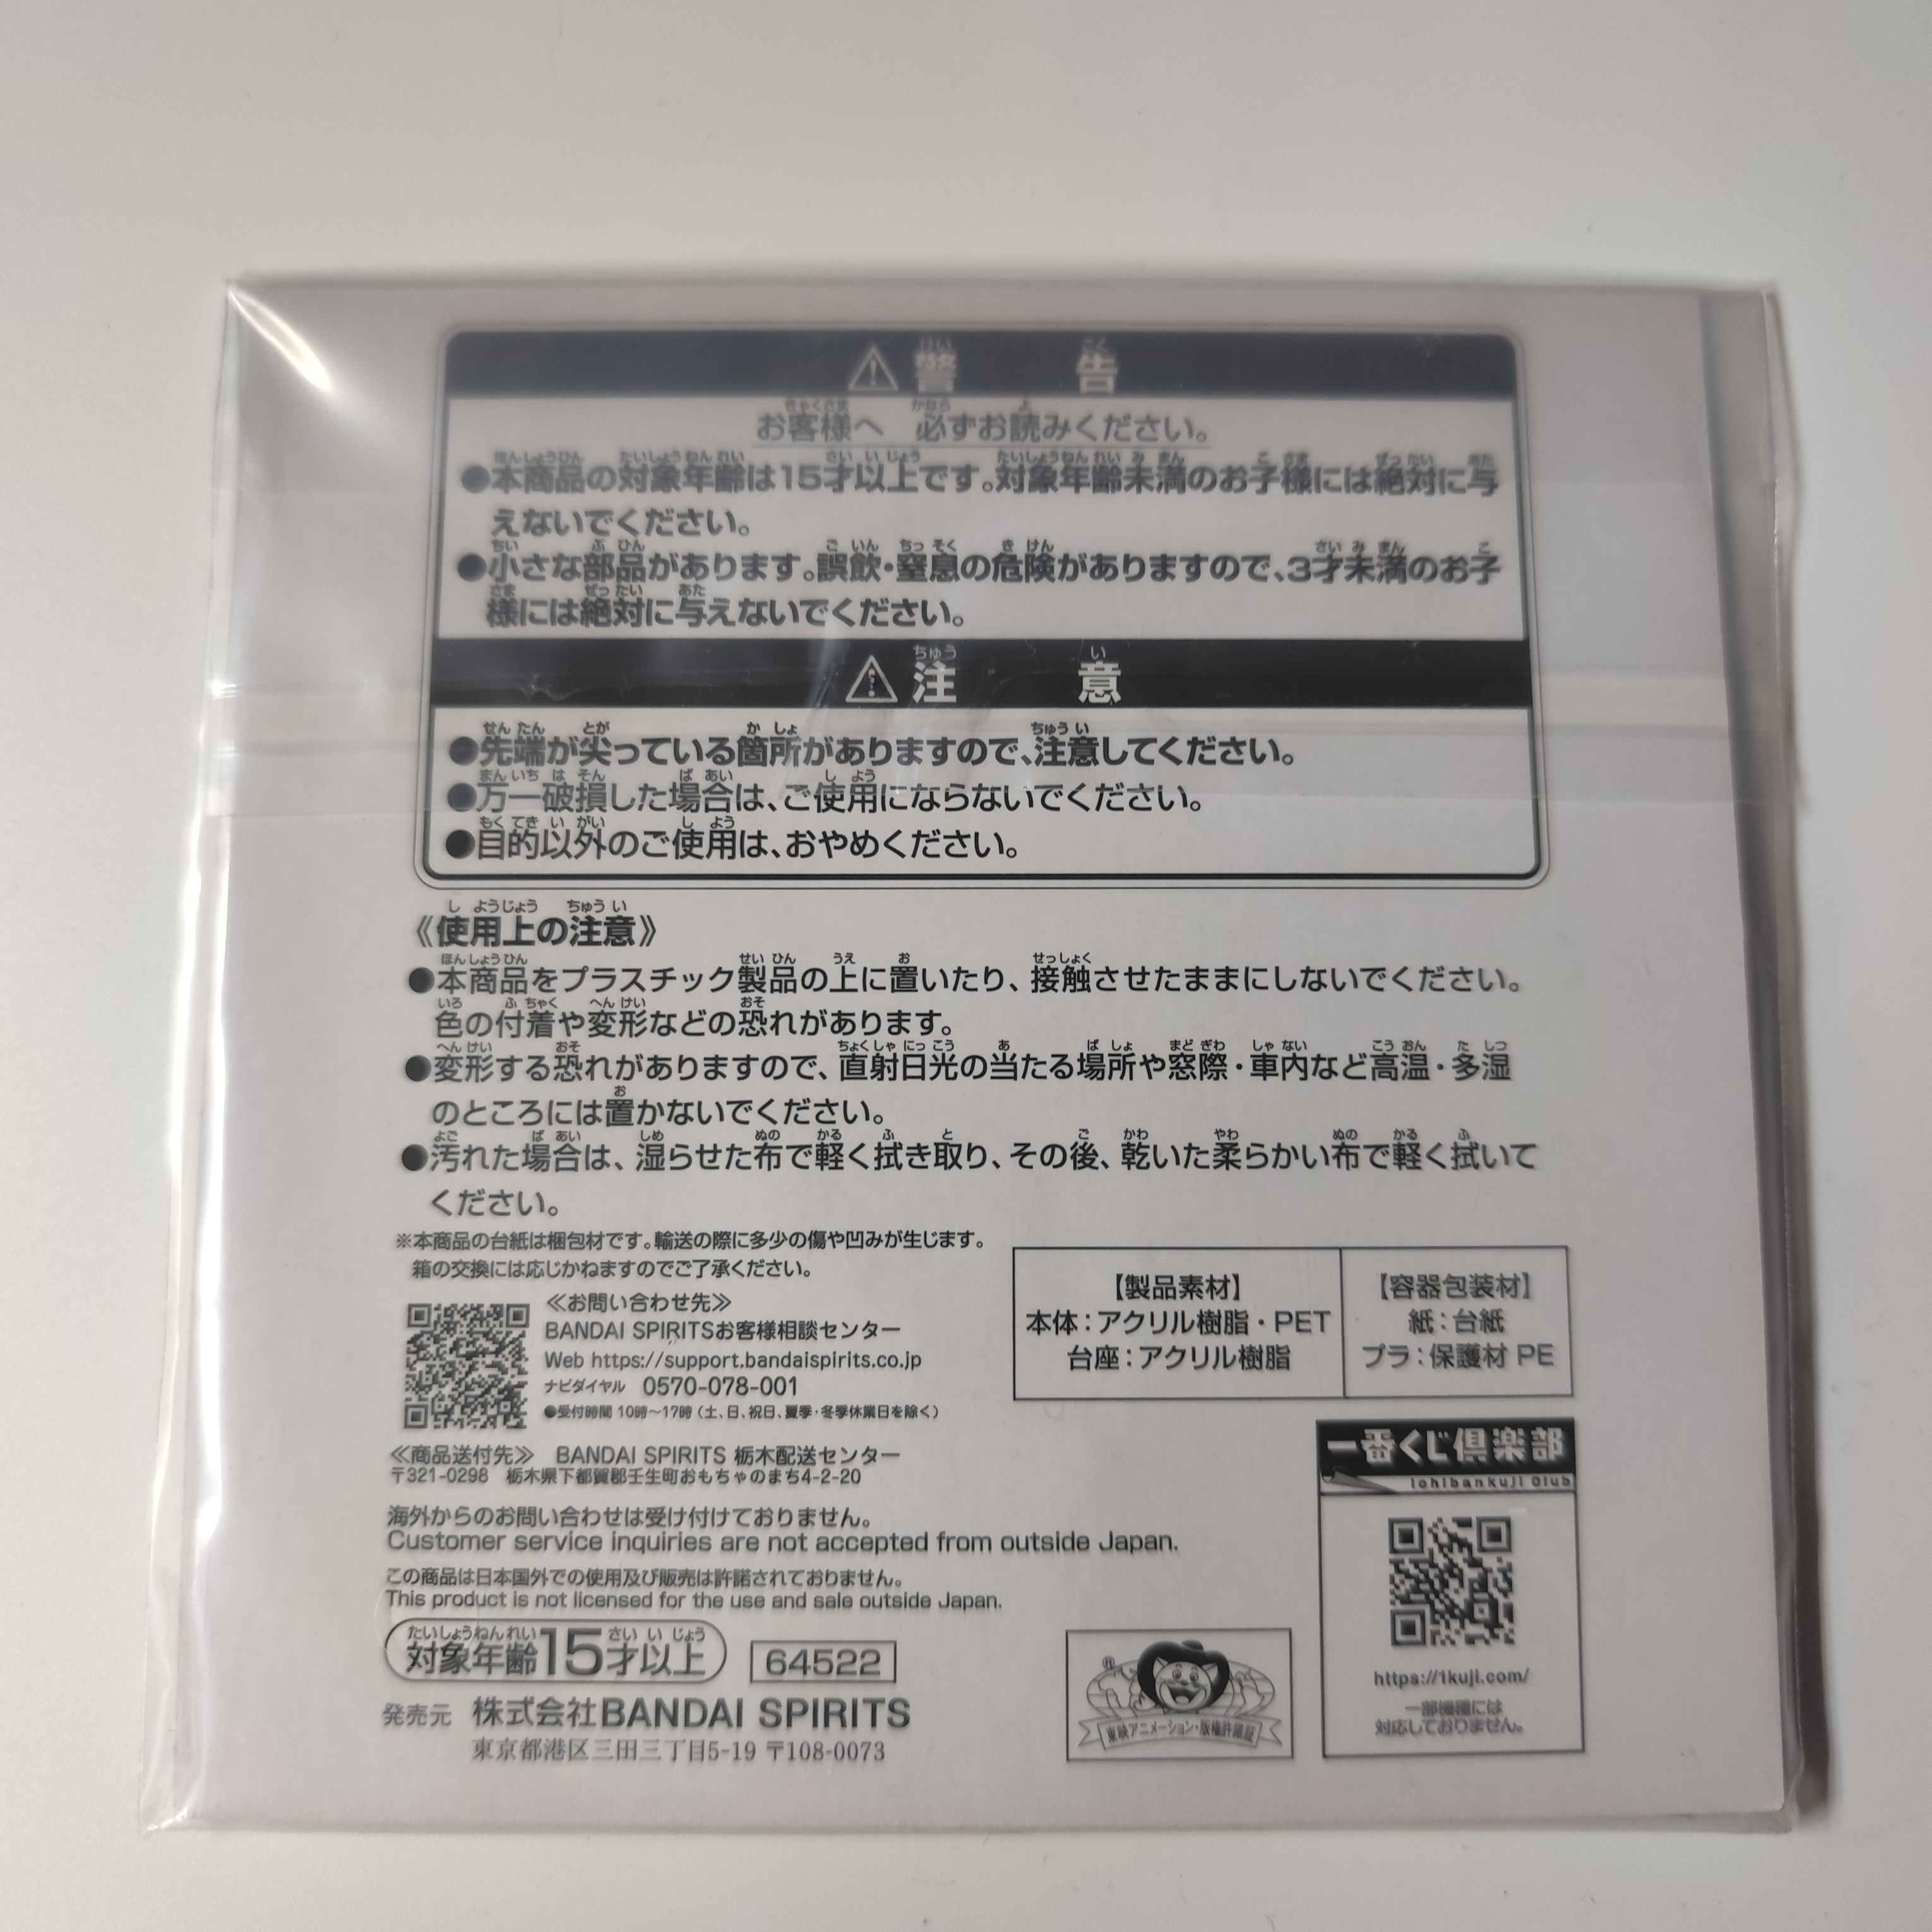 ⚠警告
お客様へ 必ずお読みください。
●本商品の対象年齢は15才以上です。対象年齢未満のお子様には絶対に与
えないでください。
●小さな部品があります。誤飲・窒息の危険がありますので、3才未満のお子
様には絶対に与えないでください。
⚠注意
●先端が尖っている箇所がありますので、注意してください。
●万一破損した場合は、ご使用にならないでください。
●目的以外のご使用は、おやめください。
《使用上の注意》
●本商品をプラスチック製品の上に置いたり、接触させたままにしないでください。
色の付着や変形などの恐れがあります。
●変形する恐れがありますので、直射日光の当たる場所や窓際・車内など高温・多湿
のところには置かないでください。
●汚れた場合は、湿らせた布で軽く拭き取り、その後、乾いた柔らかい布で軽く拭いて
ください。
※本商品の台紙は梱包材です。輸送の際に多少の傷や凹みが生じます。
箱の交換には応じかねますのでご了承ください。
≪お問い合わせ先≫
BANDAI SPIRITSお客様相談センター
Web https://support.bandaispirits.co.jp
ナビダイヤル 0570-078-001
●受付時間 10時～17時(土、日、祝日、夏季・冬季休業日を除く)
【製品素材】
本体：アクリル樹脂・PET
台座：アクリル樹脂
【容器包装材】
紙：台紙
プラ：保護材 PE
≪商品送付先≫ BANDAI SPIRITS 栃木配送センター
〒321-0298 栃木県下都賀郡壬生町おもちゃのまち4-2-20
海外からのお問い合わせは受け付けておりません。
Customer service inquiries are not accepted from outside Japan.
この商品は日本国外での使用及び販売は許諾されておりません。
This product is not licensed for the use and sale outside Japan.
対象年齢15才以上
64522
発売元 株式会社BANDAI SPIRITS
東京都港区三田三丁目5-19 〒108-0073
®
東映アニメーション・版権許諾証
一番くじ倶楽部
Ichibankuji Club
https://1kuji.com/
一部機種には
対応しておりません。